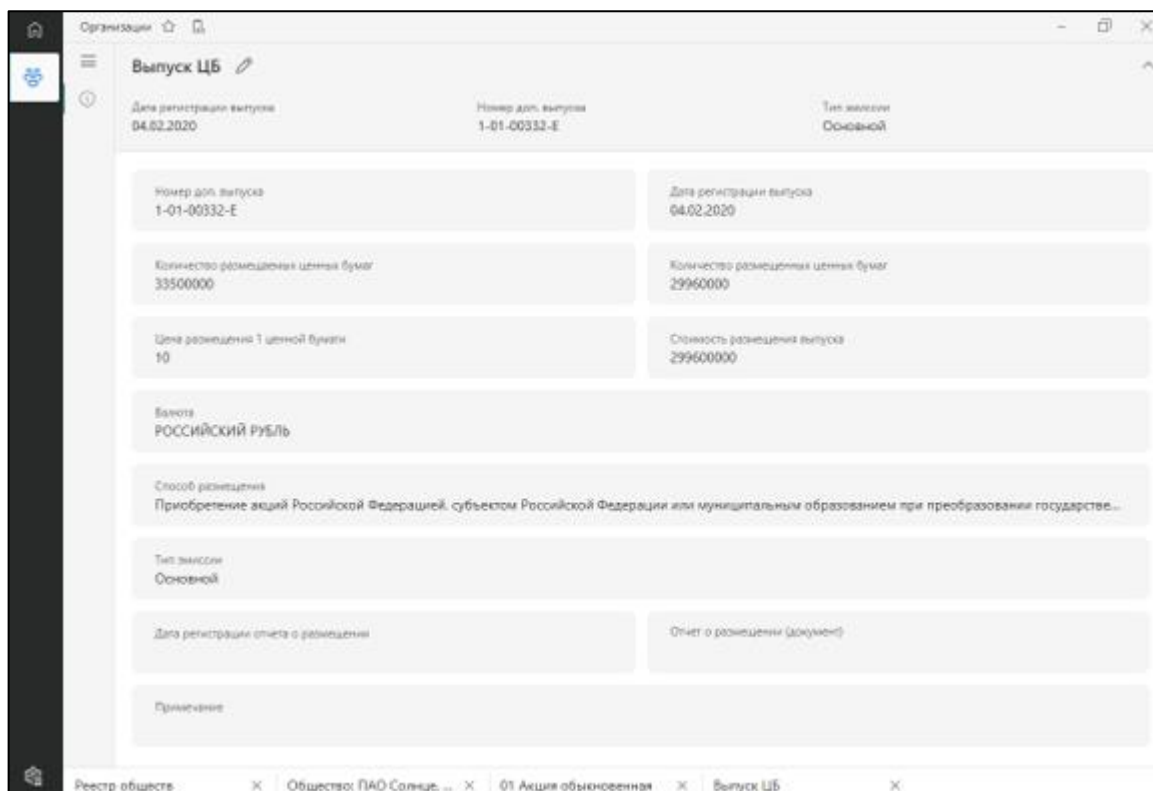 Организации
Выпуск ЦБ
Дата регистрации выпуска
04.02.2020
Номер доп. выпуска
1-01-00332-E
Тип эмиссии
Основной
Номер доп. выпуска
1-01-00332-E
Дата регистрации выпуска
04.02.2020
Количество размещаемых ценных бумаг
33500000
Количество размещенных ценных бумаг
29960000
Цена размещения 1 ценной бумаги
10
Стоимость размещения выпуска
299600000
Валюта
РОССИЙСКИЙ РУБЛЬ
Способ размещения
Приобретение акций Российской Федерацией, субъектом Российской Федерации или муниципальным образованием при преобразовании государстве...
Тип эмиссии
Основной
Дата регистрации отчета о размещении
Отчет о размещении (документ)
Примечание
Реестр обществ
Общество: ПАО Солнце, ...
01 Акция обыкновенная
Выпуск ЦБ